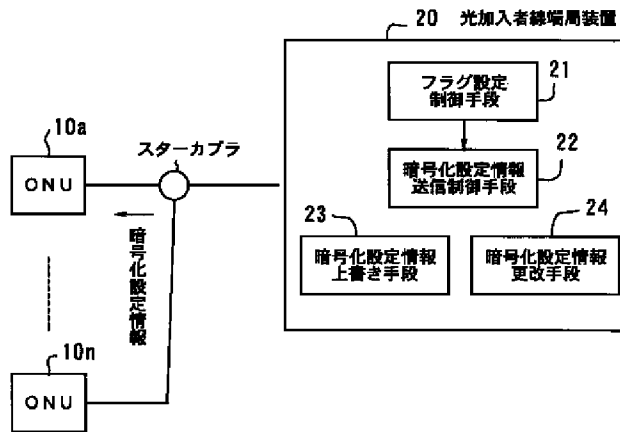 20 光加入者線端局装置
21
フラグ設定
制御手段
22
暗号化設定情報
送信制御手段
23
暗号化設定情報
上書き手段
24
暗号化設定情報
更改手段
10a
ONU
スターカプラ
暗号化設定情報
10n
ONU